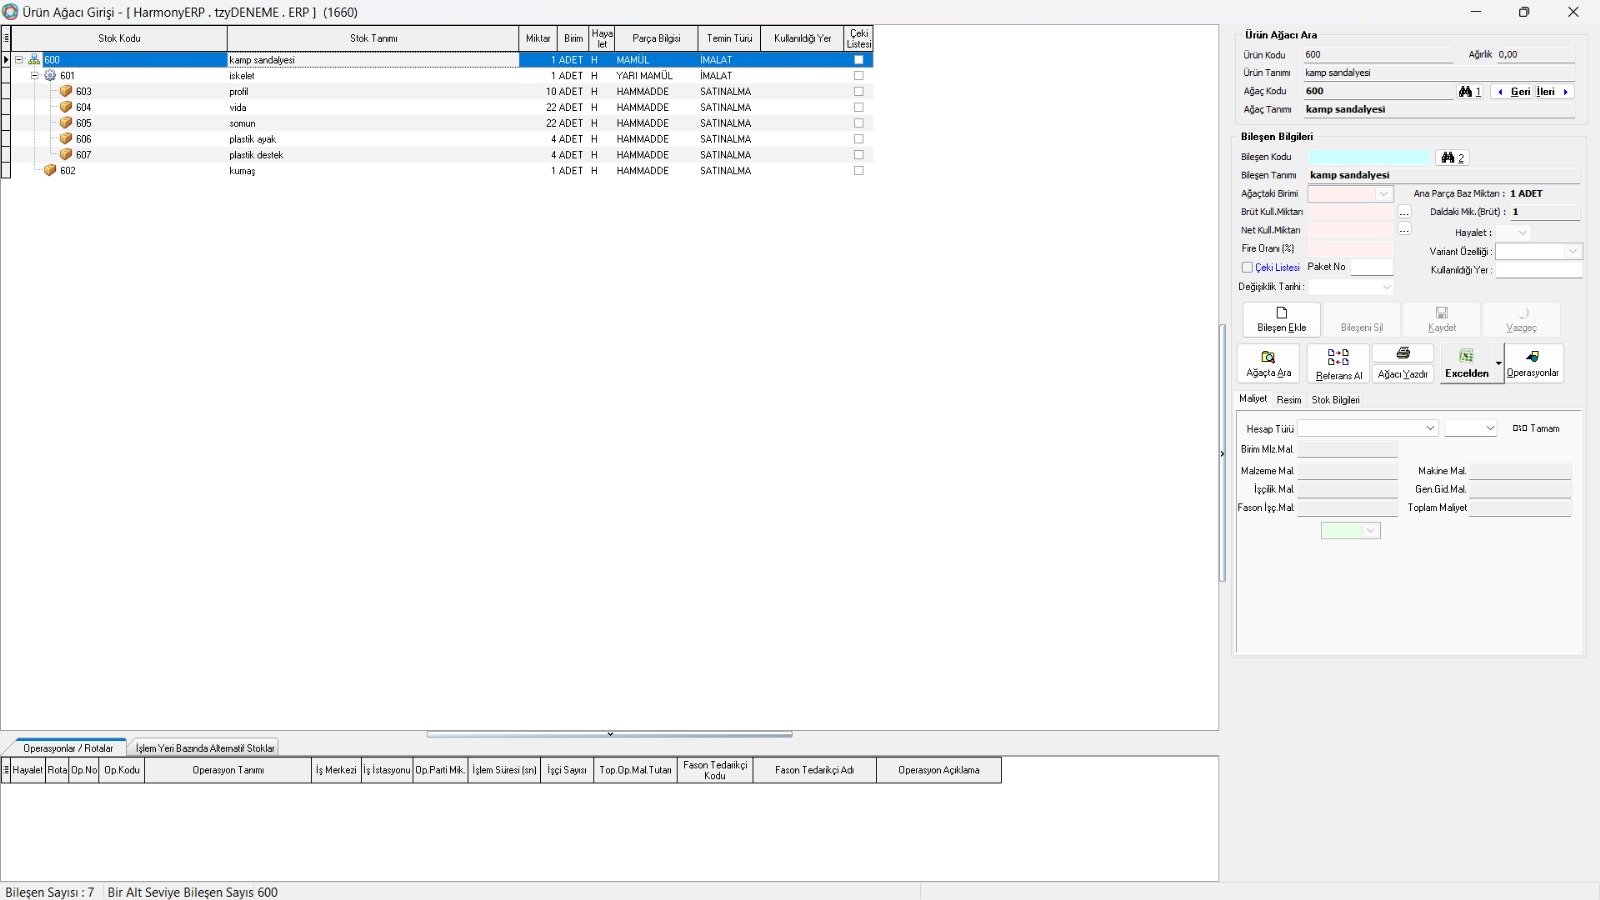 Ürün Ağacı Girişi - [ HarmonyERP . tzyDENEME . ERP ] (1660)
Stok Kodu Stok Tanımı Miktar Birim Haya let Parça Bilgisi Temin Türü Kullanıldığı Yer Çeki Listesi
600 kamp sandalyesi 1 ADET H MAMÜL İMALAT
601 iskelet 1 ADET H YARI MAMÜL İMALAT
603 profil 10 ADET H HAMMADDE SATINALMA
604 vida 22 ADET H HAMMADDE SATINALMA
605 somun 22 ADET H HAMMADDE SATINALMA
606 plastik ayak 4 ADET H HAMMADDE SATINALMA
607 plastik destek 4 ADET H HAMMADDE SATINALMA
602 kumaş 1 ADET H HAMMADDE SATINALMA
Ürün Ağacı Ara
Ürün Kodu 600 Ağırlık 0,00
Ürün Tanımı kamp sandalyesi
Ağaç Kodu 600 1 Geri İleri
Ağaç Tanımı kamp sandalyesi
Bileşen Bilgileri
Bileşen Kodu 2
Bileşen Tanımı kamp sandalyesi
Ağaçtaki Birimi Ana Parça Baz Miktarı : 1 ADET
Brüt Kull.Miktarı ... Daldaki Mik.(Brüt) : 1
Net Kull.Miktarı ... Hayalet :
Fire Oranı (%) Variant Özelliği :
Çeki Listesi Paket No Kullanıldığı Yer :
Değişiklik Tarihi :
Bileşen Ekle Bileşeni Sil Kaydet Vazgeç
Ağaçta Ara Referans Al Ağacı Yazdır Excelden Operasyonlar
Maliyet Resim Stok Bilgileri
Hesap Türü Tamam
Birim Mlz.Mal.
Malzeme Mal. Makine Mal.
İşçilik Mal. Gen.Gid.Mal.
Fason İşç.Mal. Toplam Maliyet
Operasyonlar / Rotalar İşlem Yeri Bazında Alternatif Stoklar
Hayalet Rota Op.No Op.Kodu Operasyon Tanımı İş Merkezi İş İstasyonu Op.Parti Mik. İşlem Süresi (sn) İşçi Sayısı Top.Op.Mal.Tutarı Fason Tedarikçi Kodu Fason Tedarikçi Adı Operasyon Açıklama
Bileşen Sayısı : 7 Bir Alt Seviye Bileşen Sayıs 600